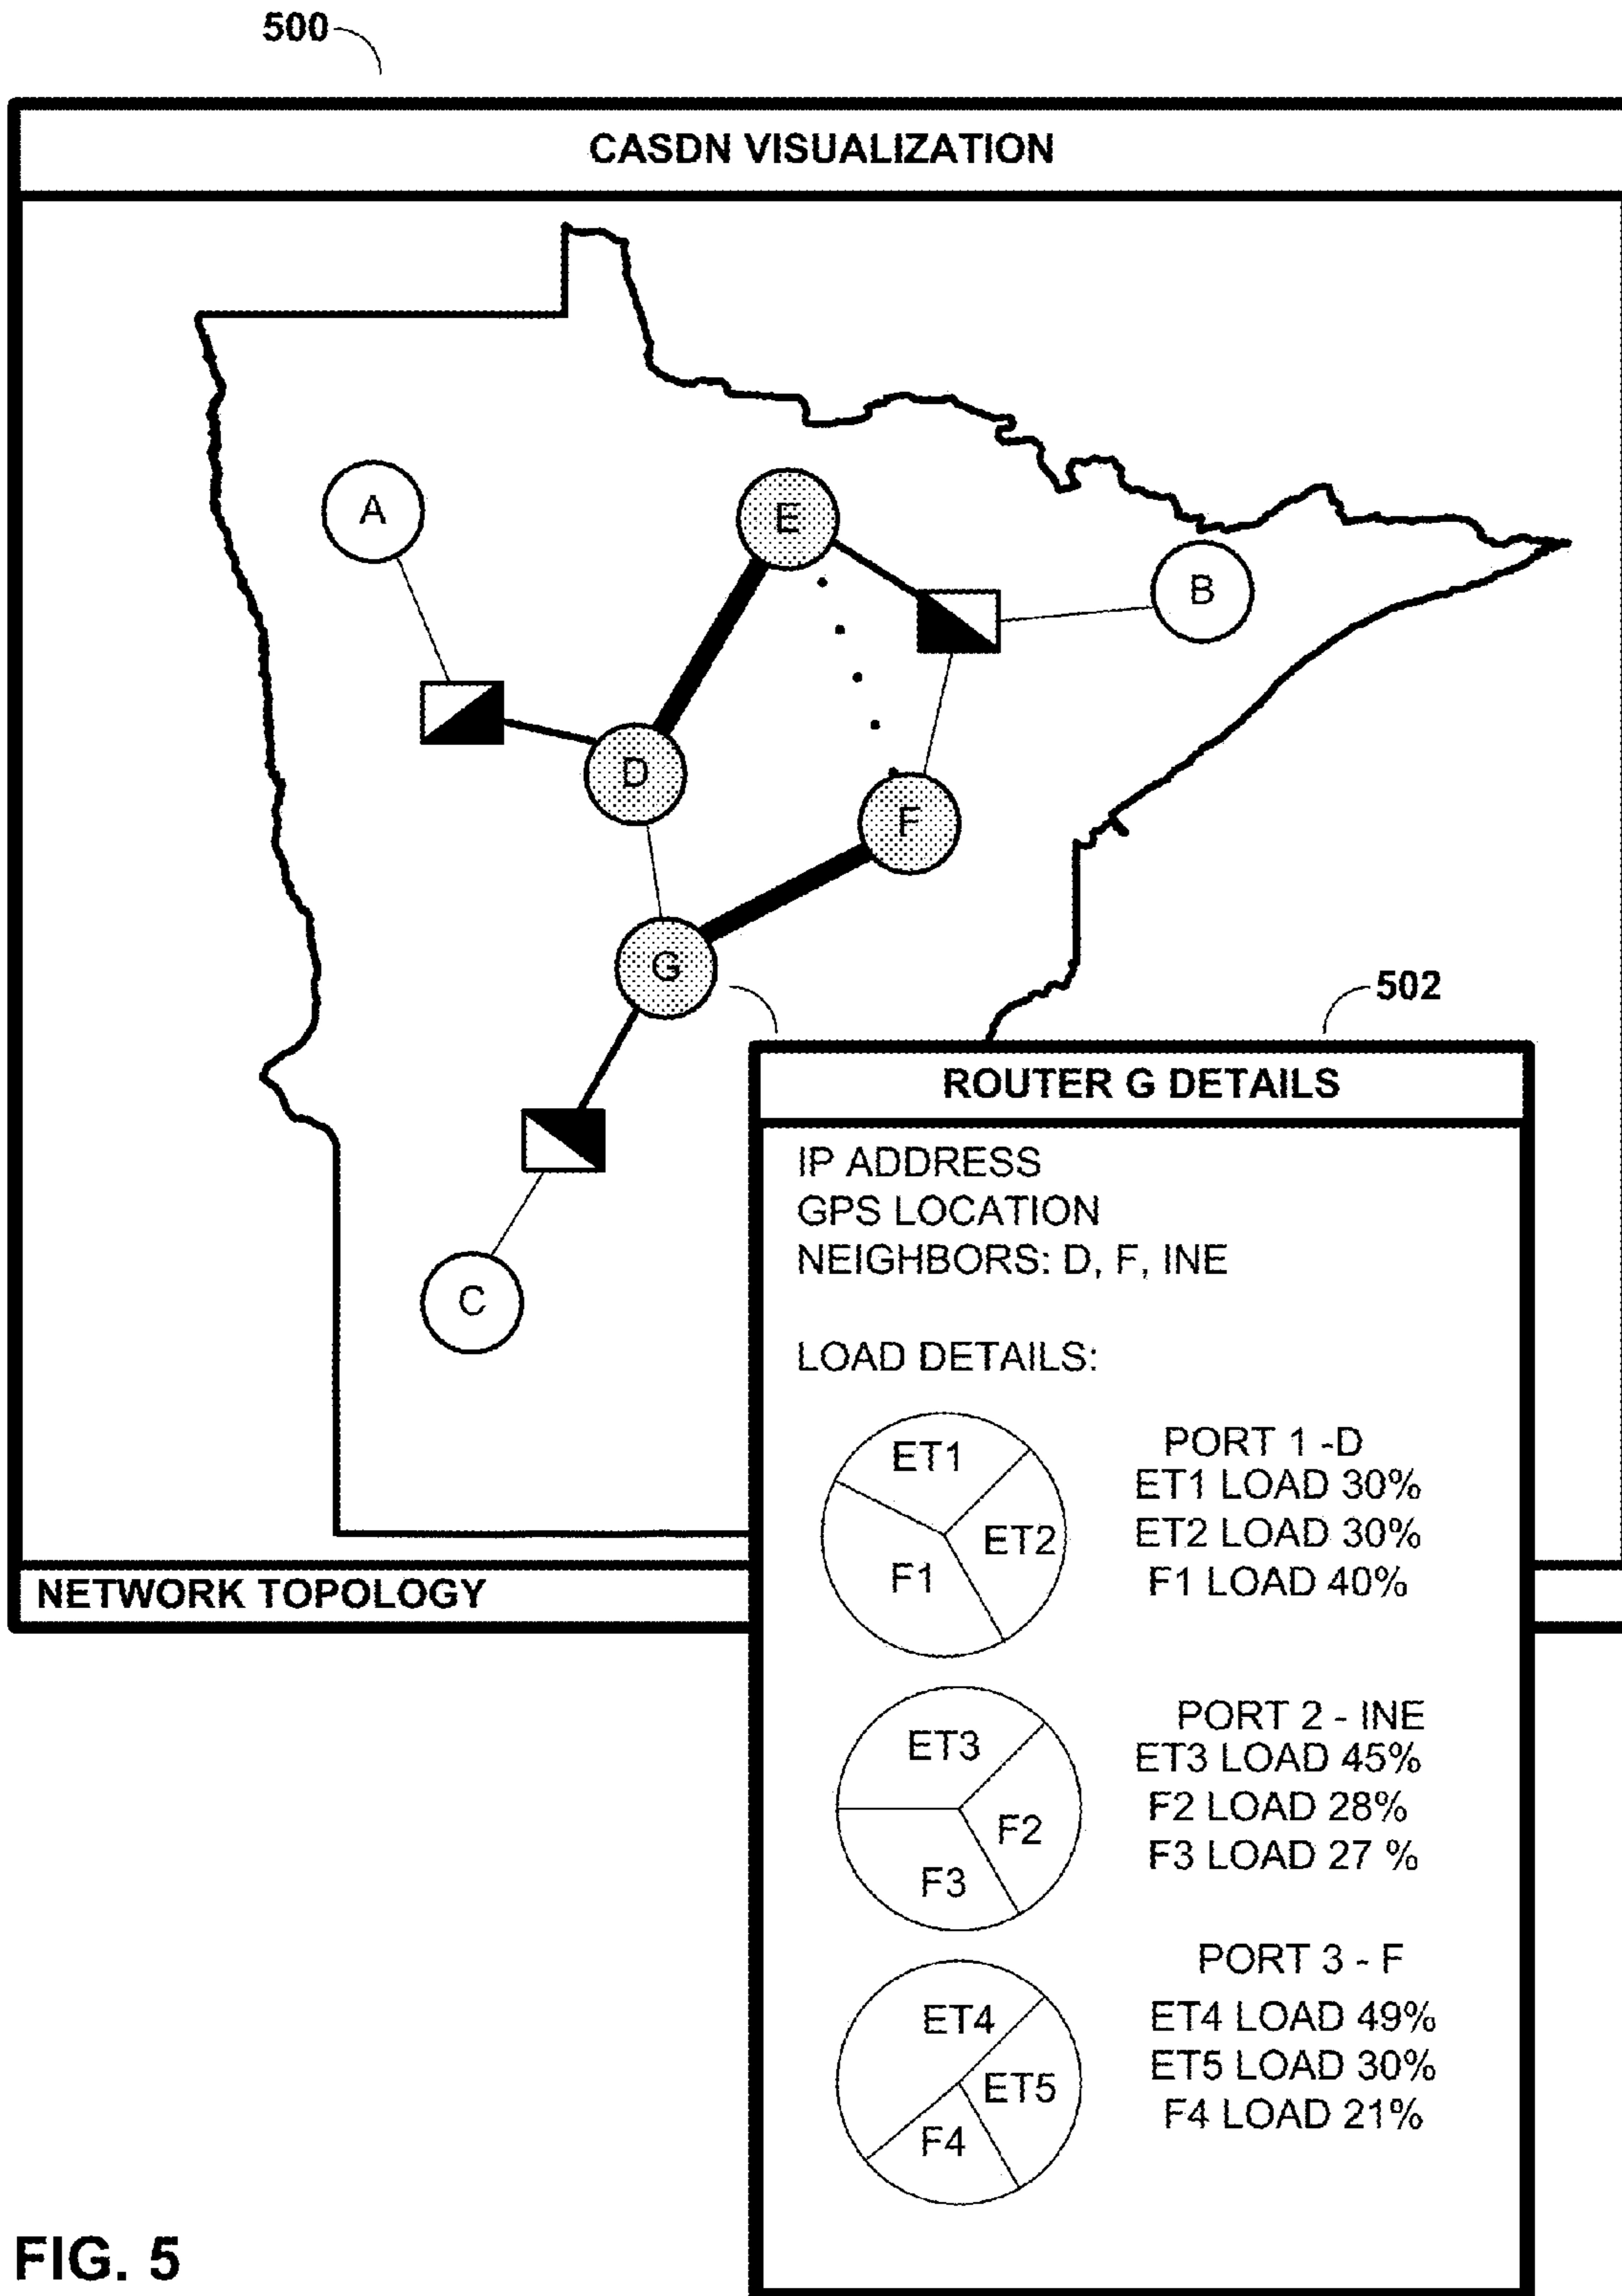 500
CASDN VISUALIZATION
A
E
B
D
F
G
502
ROUTER G DETAILS
IP ADDRESS
GPS LOCATION
NEIGHBORS: D, F, INE
C
LOAD DETAILS:
ET1
ET2
F1
PORT 1 -D
ET1 LOAD 30%
ET2 LOAD 30%
F1 LOAD 40%
NETWORK TOPOLOGY
ET3
F2
F3
PORT 2 - INE
ET3 LOAD 45%
F2 LOAD 28%
F3 LOAD 27 %
ET4
ET5
F4
PORT 3 - F
ET4 LOAD 49%
ET5 LOAD 30%
F4 LOAD 21%
FIG. 5